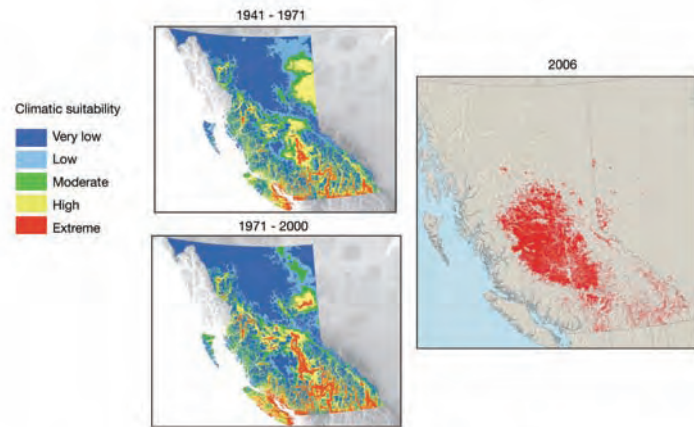 1941 - 1971
2006
Climatic suitability
Very low
Low
Moderate
High
Extreme
1971 - 2000